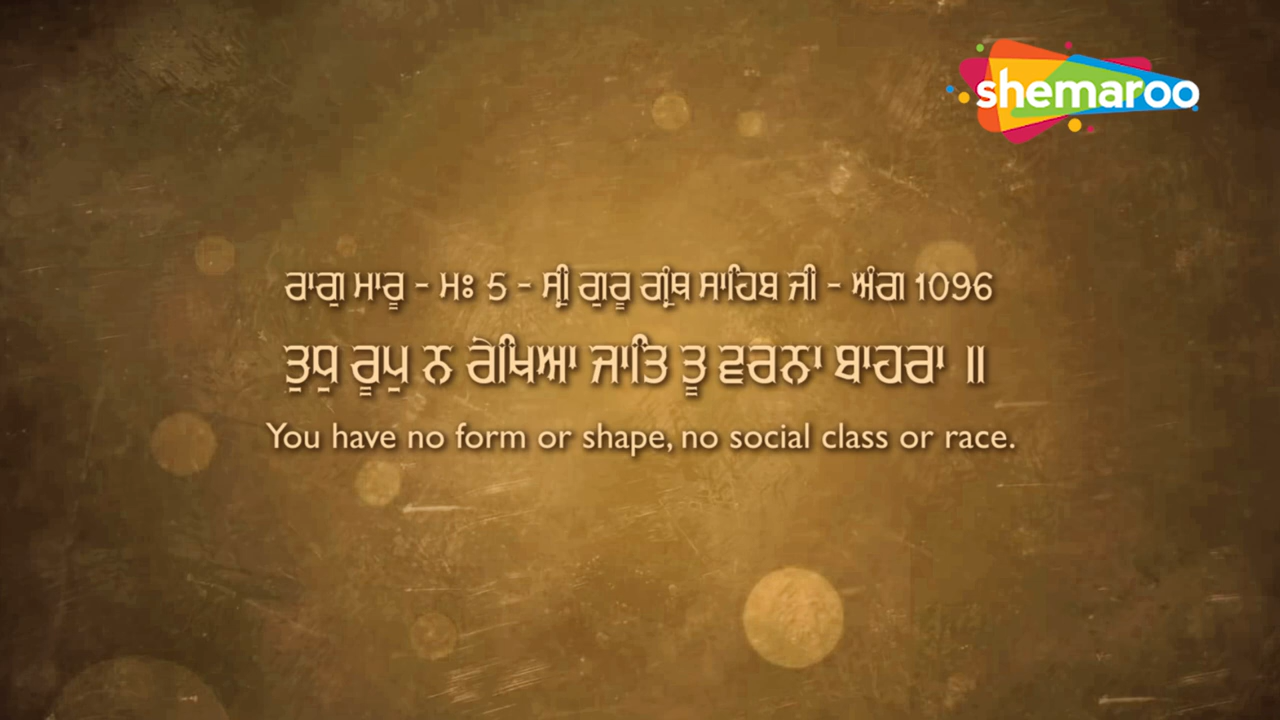 shemaroo
ਰਾਗੁ ਮਾਰੂ - ਮਃ 5 - ਸ੍ਰੀ ਗੁਰੂ ਗ੍ਰੰਥ ਸਾਹਿਬ ਜੀ - ਅੰਗ 1096
ਤੁਧੁ ਰੂਪੁ ਨ ਰੇਖਿਆ ਜਾਤਿ ਤੂ ਵਰਨਾ ਬਾਹਰਾ ॥
You have no form or shape, no social class or race.